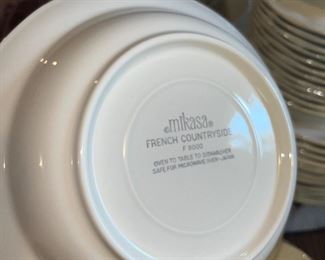 ©mikasa®
FRENCH COUNTRYSIDE
F 9000
OVEN TO TABLE TO DISHWASHER
SAFE FOR MICROWAVE OVEN-JAPAN